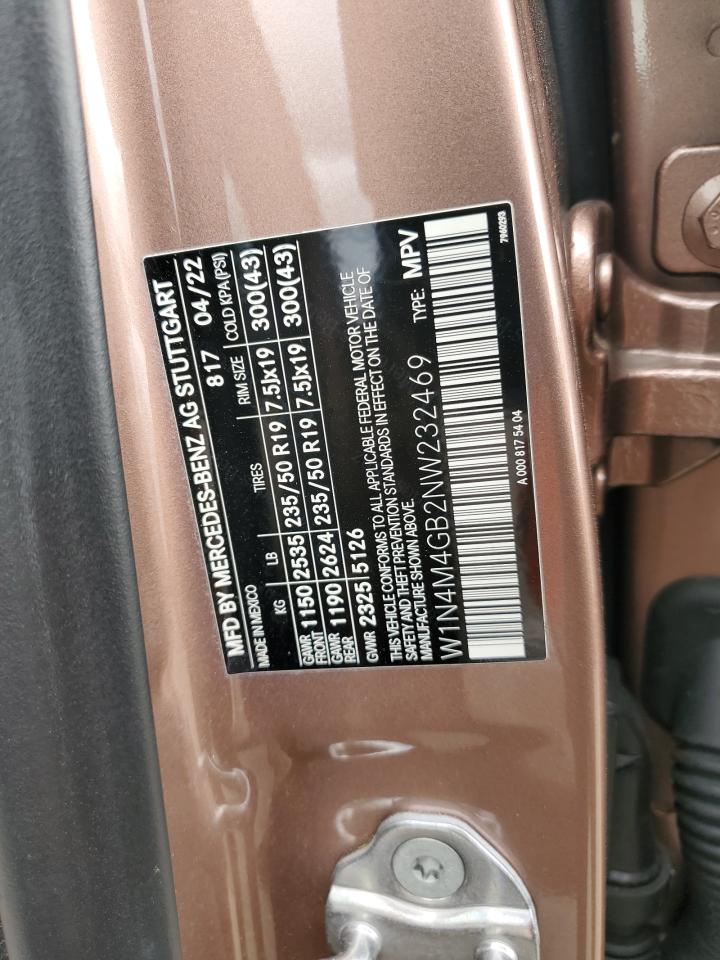 MFD BY MERCEDES-BENZ AG STUTTGART
MADE IN MEXICO 817 04/22
KG LB TIRES RIM SIZE COLD KPA(PSI)
GAWR FRONT 1150 2535 235/50 R19 7.5Jx19 300(43)
GAWR REAR 1190 2624 235/50 R19 7.5Jx19 300(43)
GVWR 2325 5126
THIS VEHICLE CONFORMS TO ALL APPLICABLE FEDERAL MOTOR VEHICLE
SAFETY AND THEFT PREVENTION STANDARDS IN EFFECT ON THE DATE OF
MANUFACTURE SHOWN ABOVE.
W1N4M4GB2NW232469 TYPE: MPV
A 000 817 54 04 7960293